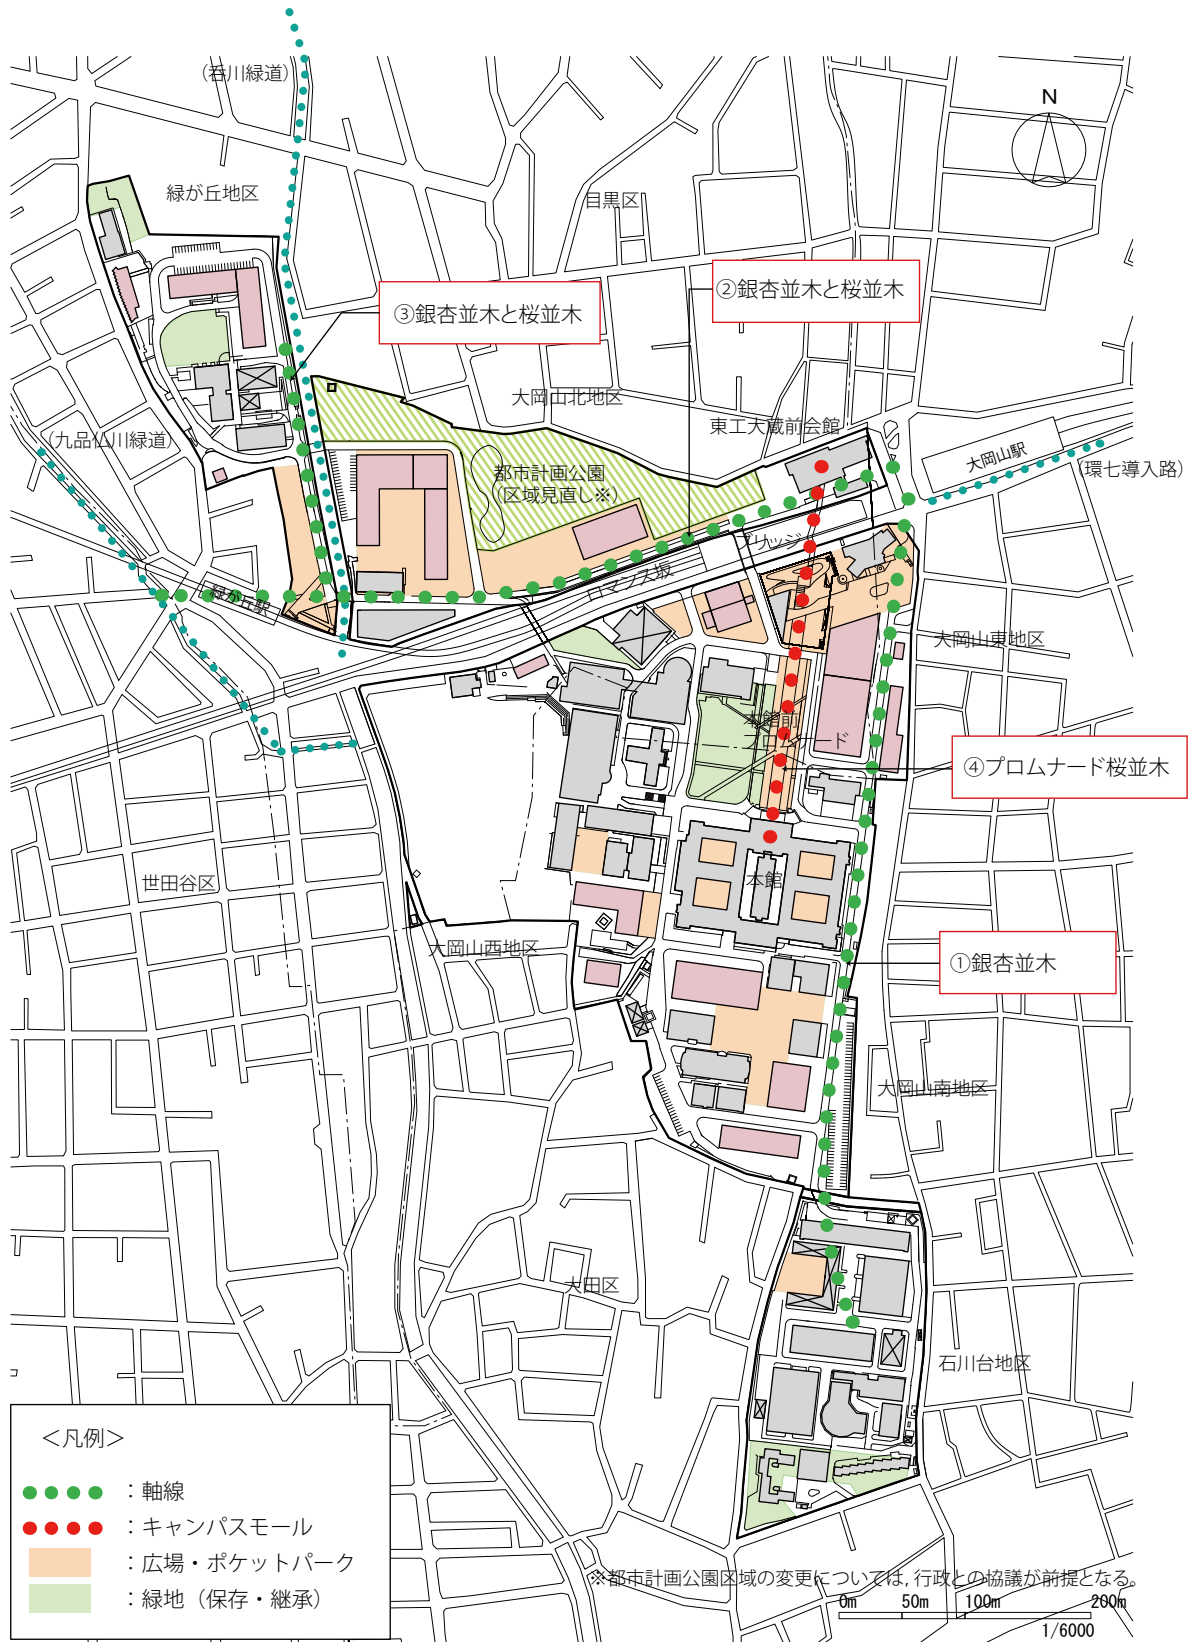 (呑川緑道)
N
緑が丘地区
目黒区
②銀杏並木と桜並木
③銀杏並木と桜並木
大岡山北地区
東工大蔵前会館
(九品仏川緑道)
大岡山駅
(環七導入路)
都市計画公園
(区域見直し※)
ブリッジ
ロマンス坂
緑が丘駅
大岡山東地区
本館前
プロムナード
④プロムナード桜並木
世田谷区
本館
大岡山西地区
①銀杏並木
大岡山南地区
大田区
石川台地区
＜凡例＞
：軸線
：キャンパスモール
：広場・ポケットパーク
：緑地（保存・継承）
※都市計画公園区域の変更については, 行政との協議が前提となる。
0m 50m 100m 200m
1/6000